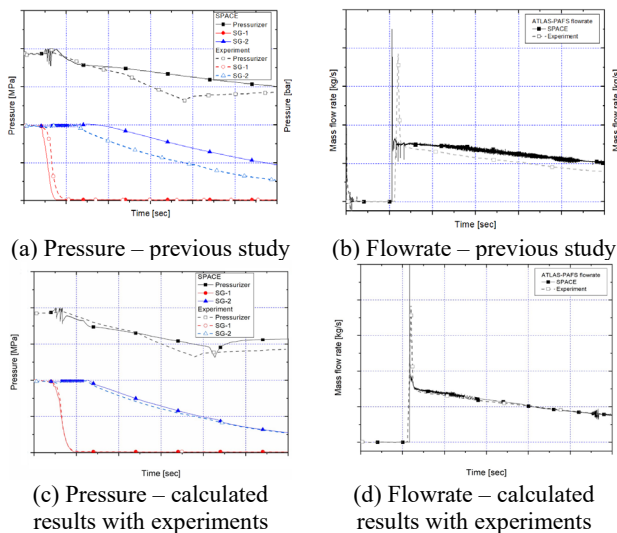 SPACE
Pressurizer
SG-1
SG-2
Experiment
Pressurizer
SG-1
SG-2
Pressure [MPa]
Pressure [bar]
Time [sec]
(a) Pressure – previous study
ATLAS-PAFS flowrate
SPACE
Experiment
Mass flow rate [kg/s]
Time [sec]
(b) Flowrate – previous study
SPACE
Pressurizer
SG-1
SG-2
Experiment
Pressurizer
SG-1
SG-2
Pressure [MPa]
Time [sec]
(c) Pressure – calculated
results with experiments
ATLAS-PAFS flowrate
SPACE
Experiment
Mass flow rate [kg/s]
Time [sec]
(d) Flowrate – calculated
results with experiments